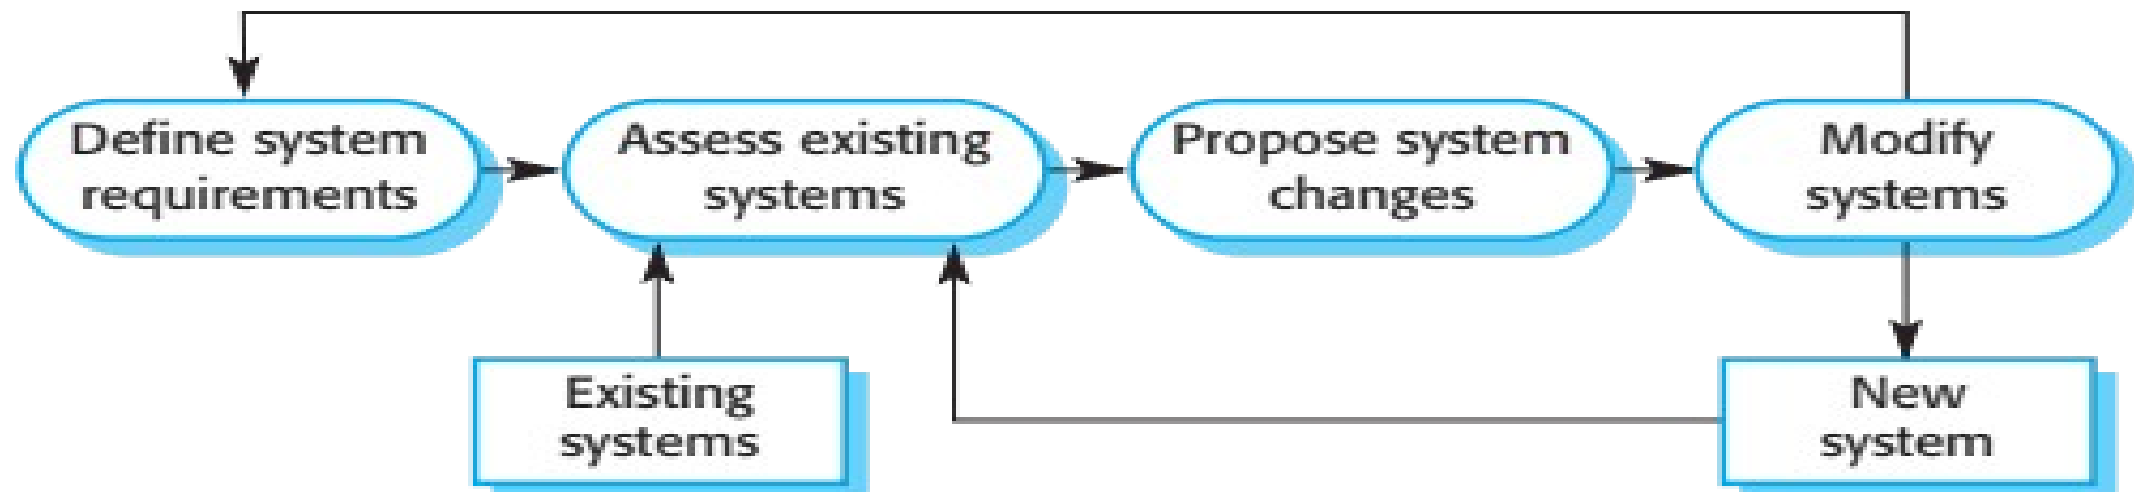 Define system
requirements
Assess existing
systems
Propose system
changes
Modify
systems
Existing
systems
New
system